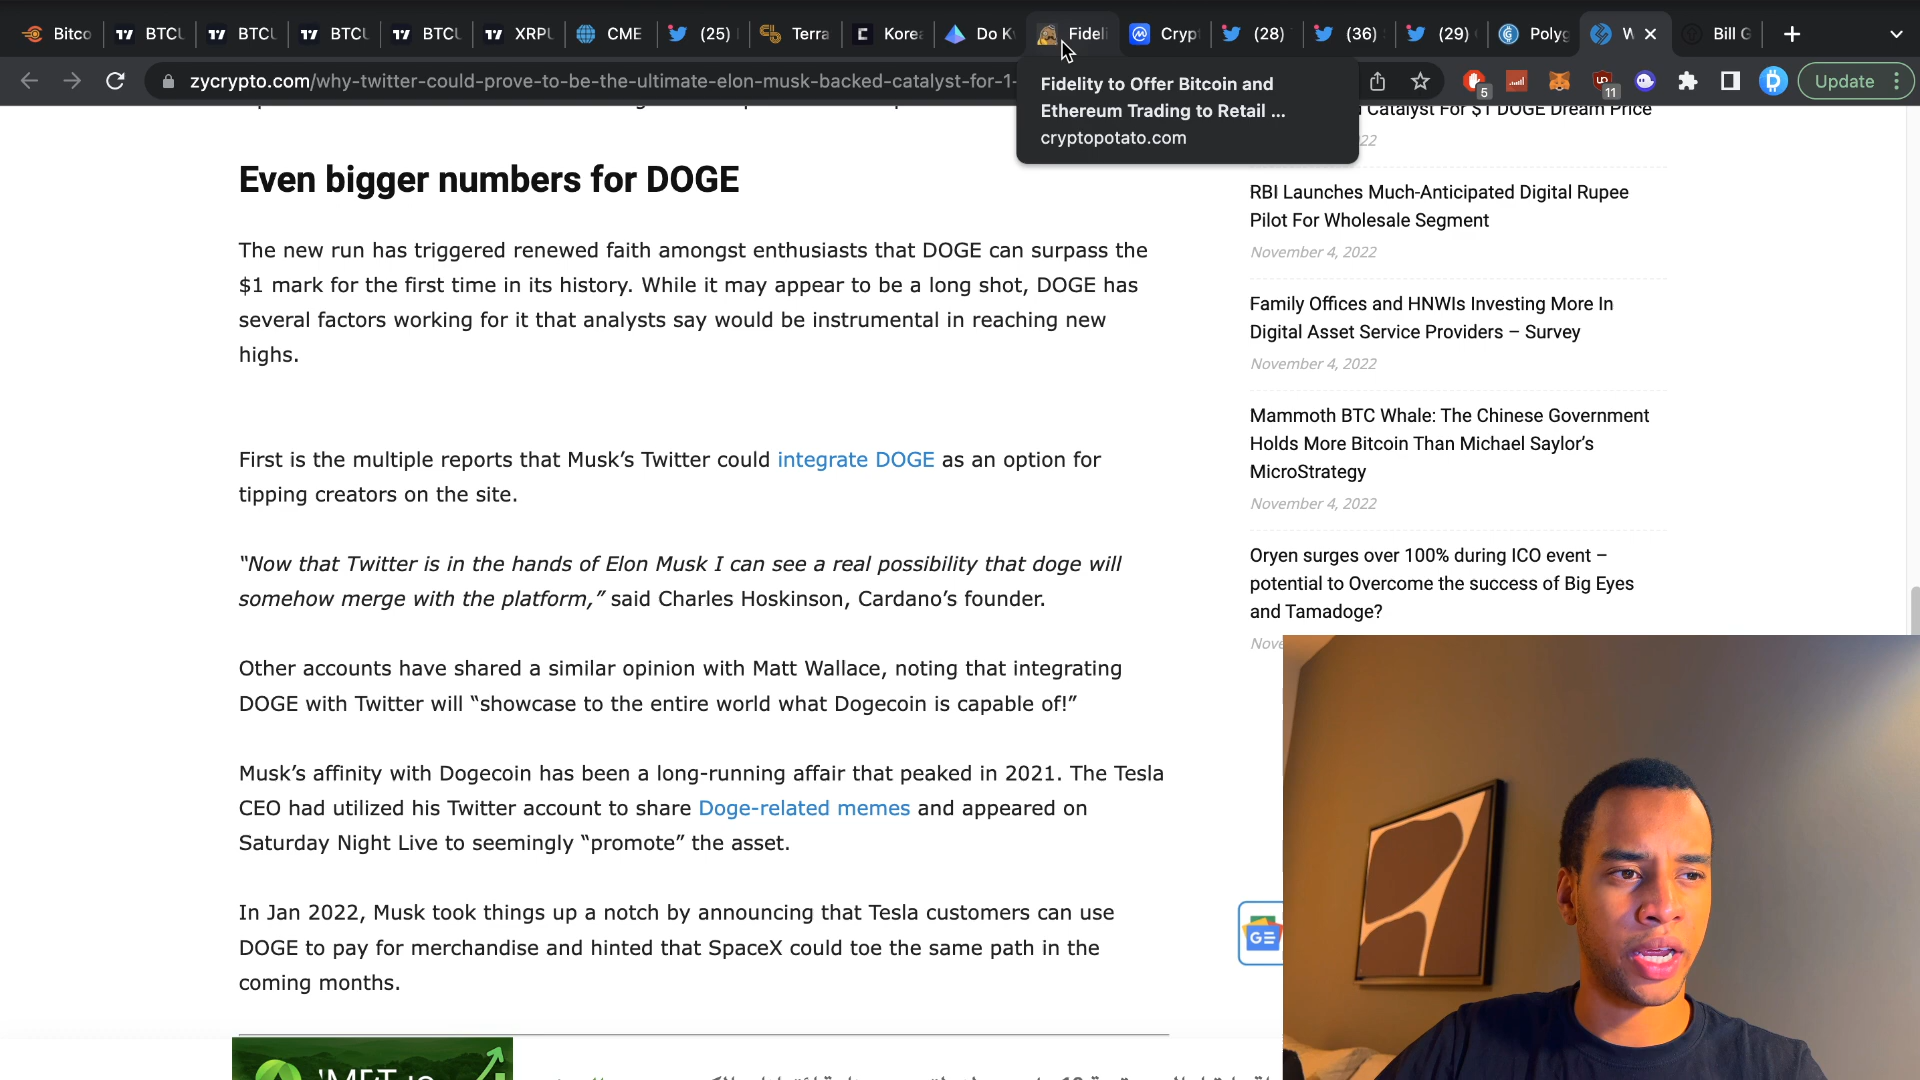 Bitco
BTCU
BTCU
BTCU
BTCU
XRPU
CME
(25)
Terra
Korea
Do K
Fideli
Crypt
(28)
(36)
(29)
Polyg
W
Bill G
zycrypto.com/why-twitter-could-prove-to-be-the-ultimate-elon-musk-backed-catalyst-for-1-
5
11
Update
Fidelity to Offer Bitcoin and
Ethereum Trading to Retail ...
cryptopotato.com
Even bigger numbers for DOGE
The new run has triggered renewed faith amongst enthusiasts that DOGE can surpass the
$1 mark for the first time in its history. While it may appear to be a long shot, DOGE has
several factors working for it that analysts say would be instrumental in reaching new
highs.
First is the multiple reports that Musk’s Twitter could integrate DOGE as an option for
tipping creators on the site.
“Now that Twitter is in the hands of Elon Musk I can see a real possibility that doge will
somehow merge with the platform,” said Charles Hoskinson, Cardano’s founder.
Other accounts have shared a similar opinion with Matt Wallace, noting that integrating
DOGE with Twitter will “showcase to the entire world what Dogecoin is capable of!”
Musk’s affinity with Dogecoin has been a long-running affair that peaked in 2021. The Tesla
CEO had utilized his Twitter account to share Doge-related memes and appeared on
Saturday Night Live to seemingly “promote” the asset.
In Jan 2022, Musk took things up a notch by announcing that Tesla customers can use
DOGE to pay for merchandise and hinted that SpaceX could toe the same path in the
coming months.
Catalyst For $1 DOGE Dream Price
22
RBI Launches Much-Anticipated Digital Rupee
Pilot For Wholesale Segment
November 4, 2022
Family Offices and HNWIs Investing More In
Digital Asset Service Providers – Survey
November 4, 2022
Mammoth BTC Whale: The Chinese Government
Holds More Bitcoin Than Michael Saylor’s
MicroStrategy
November 4, 2022
Oryen surges over 100% during ICO event –
potential to Overcome the success of Big Eyes
and Tamadoge?
Nove
GE